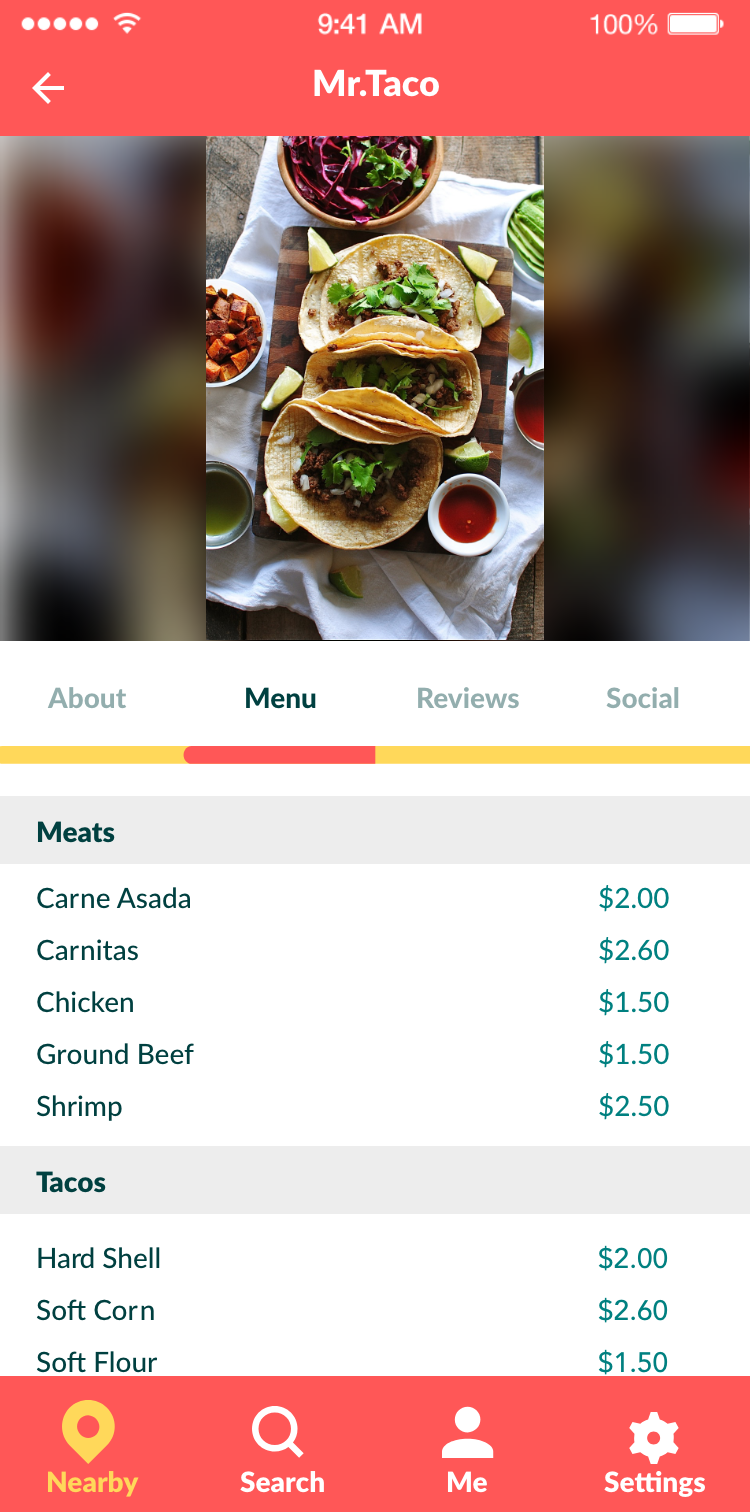 9:41 AM 100%
Mr.Taco
About Menu Reviews Social
Meats
Carne Asada $2.00
Carnitas $2.60
Chicken $1.50
Ground Beef $1.50
Shrimp $2.50
Tacos
Hard Shell $2.00
Soft Corn $2.60
Soft Flour $1.50
Nearby Search Me Settings